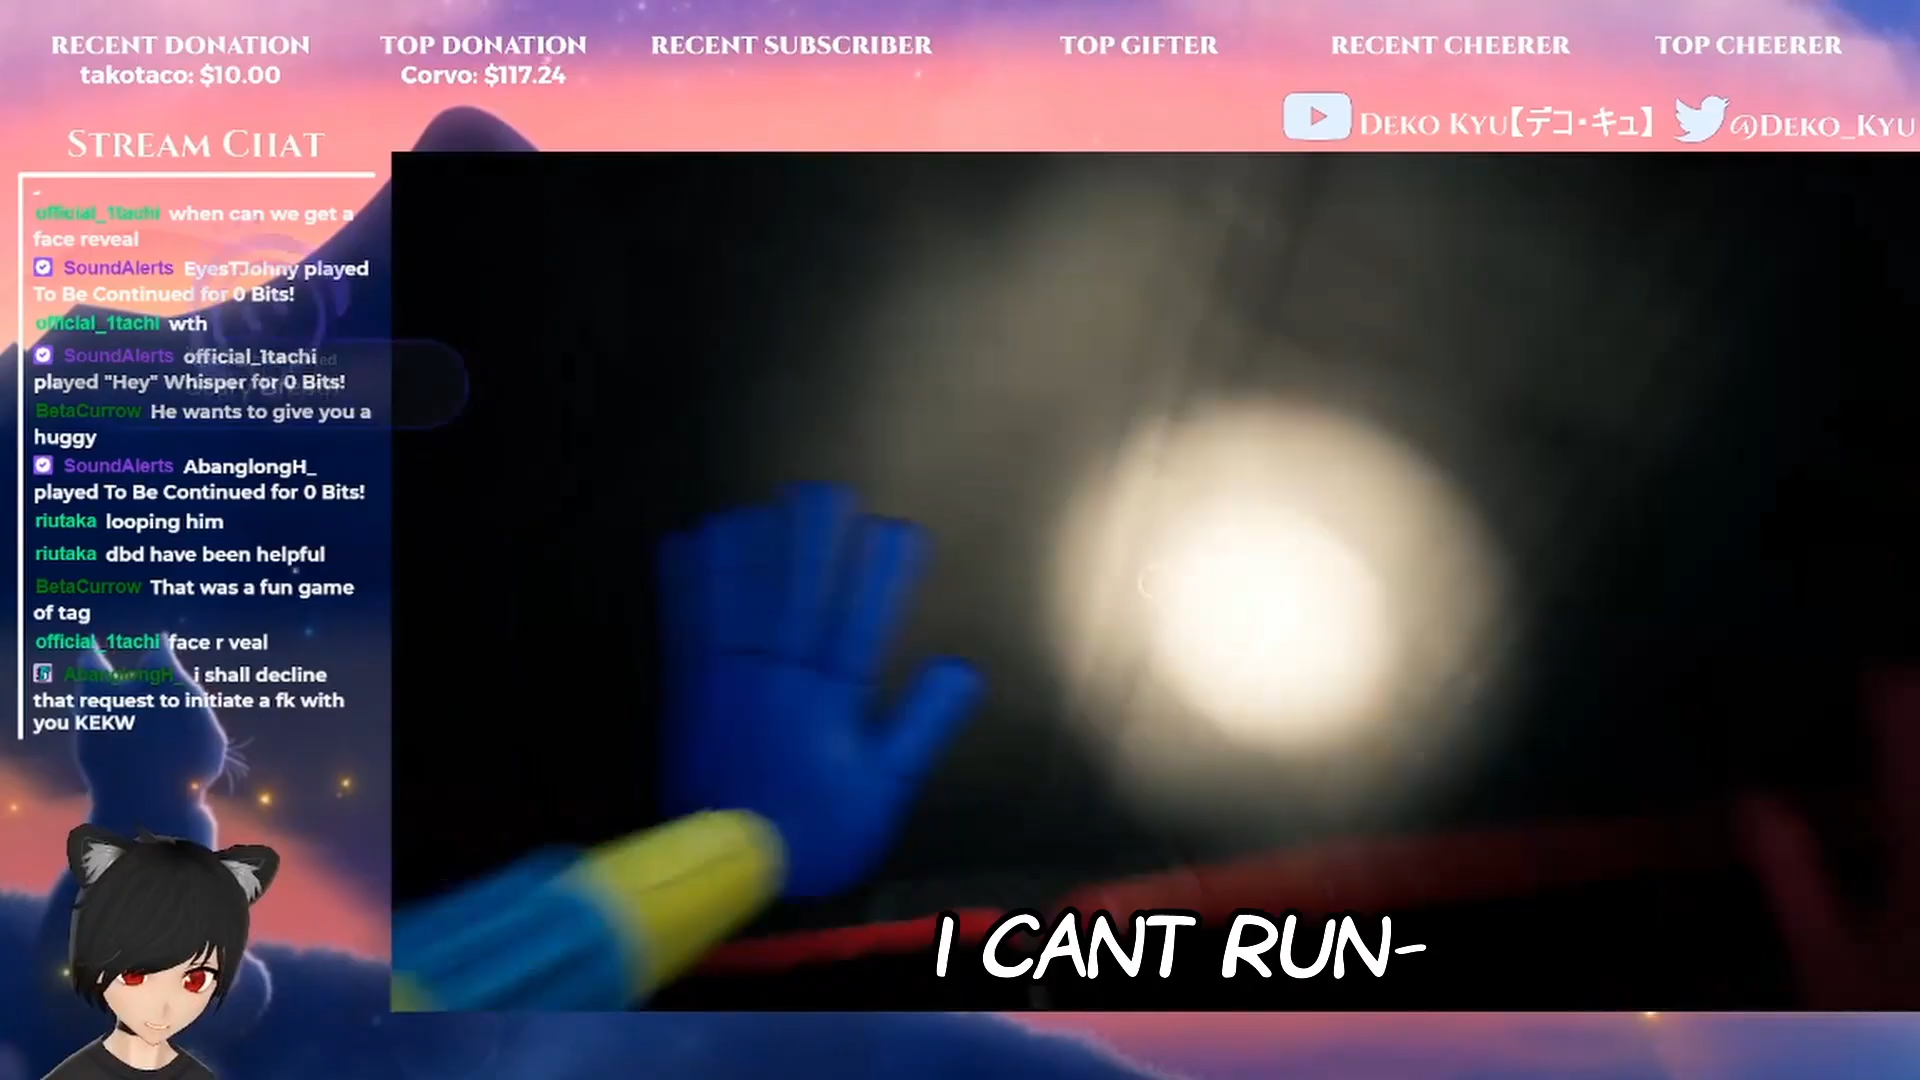 RECENT DONATION
takotaco: $10.00
TOP DONATION
Corvo: $117.24
RECENT SUBSCRIBER
TOP GIFTER
RECENT CHEERER
TOP CHEERER
DEKO KYU【デコ・キュ】
@DEKO_KYU
STREAM CHAT
official_1tachi when can we get a
face reveal
SoundAlerts EyesTJohny played
To Be Continued for 0 Bits!
official_1tachi wth
SoundAlerts official_1tachi
played "Hey" Whisper for 0 Bits!
BetaCurrow He wants to give you a
huggy
SoundAlerts AbanglongH_
played To Be Continued for 0 Bits!
riutaka looping him
riutaka dbd have been helpful
BetaCurrow That was a fun game
of tag
official_1tachi face r veal
AbanglongH_ i shall decline
that request to initiate a fk with
you KEKW
I CANT RUN-